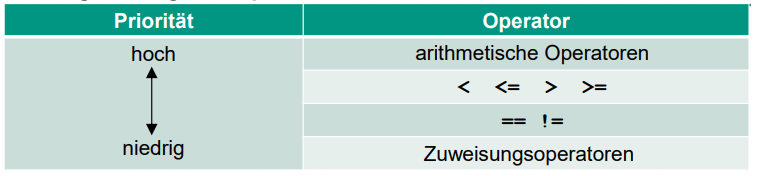 Priorität Operator
hoch arithmetische Operatoren
< <= > >=
== !=
niedrig Zuweisungsoperatoren